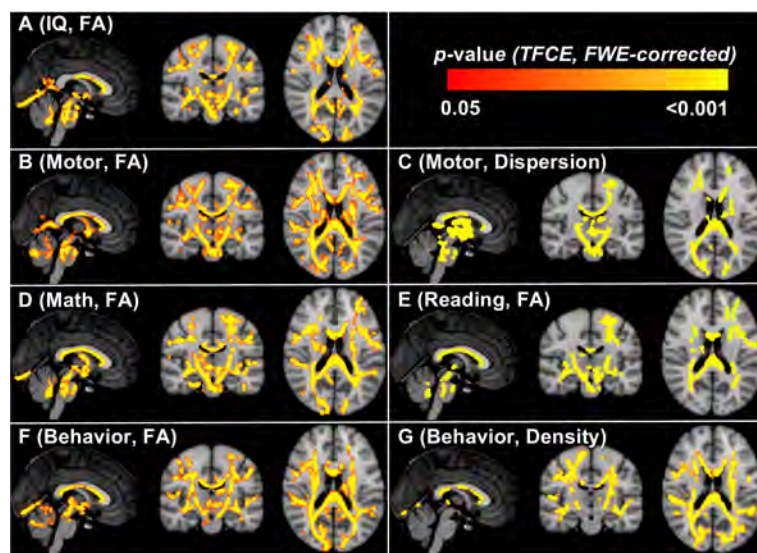 A (IQ, FA)
p-value (TFCE, FWE-corrected)
0.05 <0.001
B (Motor, FA)
C (Motor, Dispersion)
D (Math, FA)
E (Reading, FA)
F (Behavior, FA)
G (Behavior, Density)